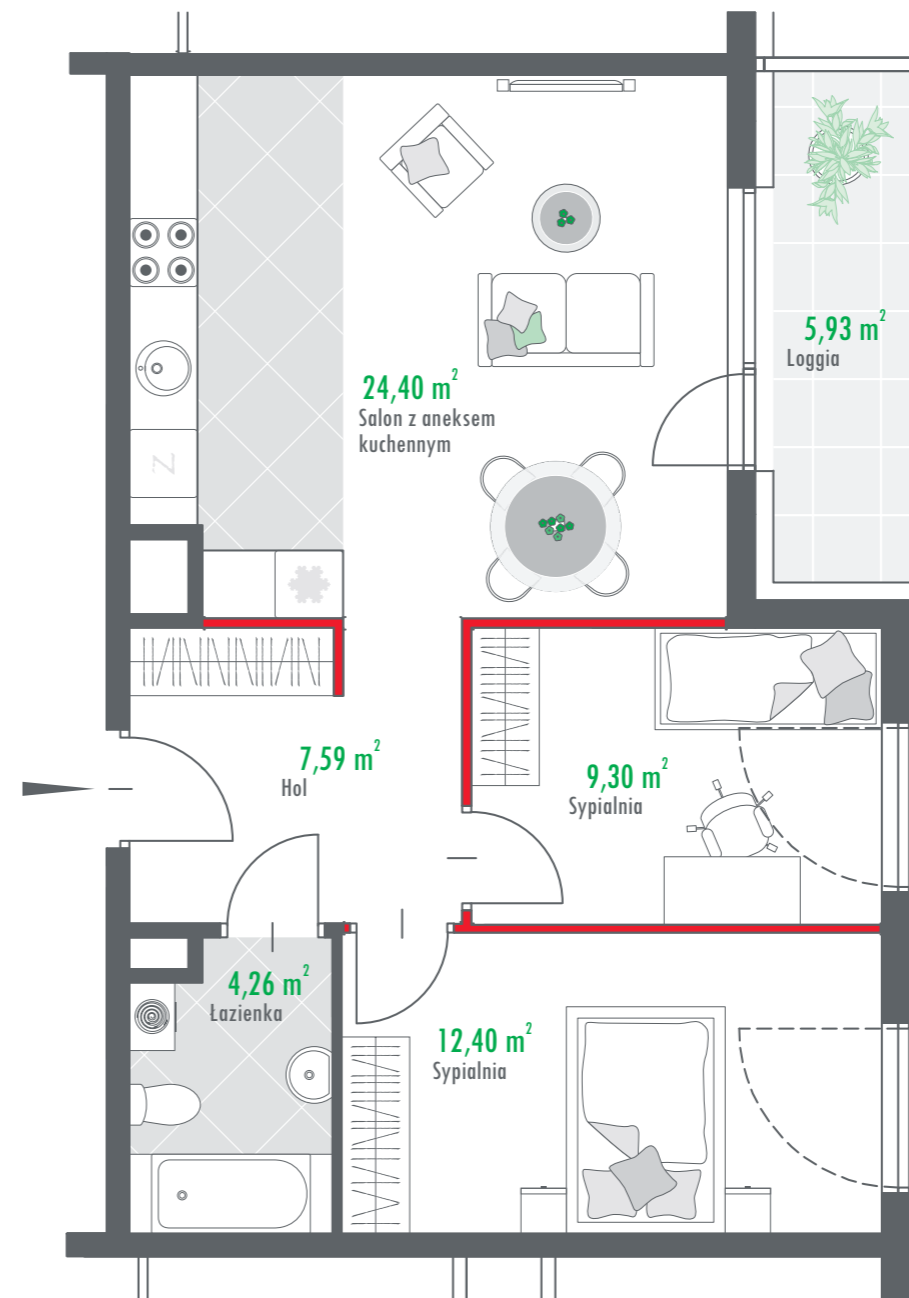 5,93 m²
Loggia
24,40 m²
Salon z aneksem
kuchennym
Z
7,59 m²
Hol
9,30 m²
Sypialnia
4,26 m²
Łazienka
12,40 m²
Sypialnia